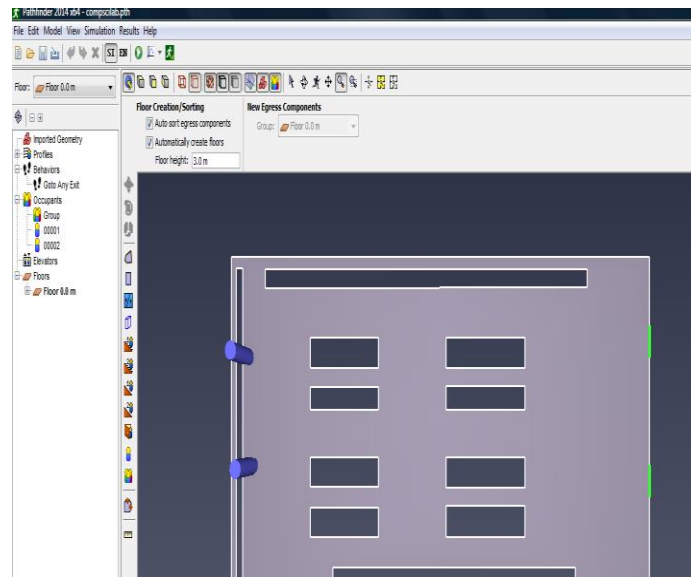 Pathfinder 2014 x64 - compscilab.pth
File Edit Model View Simulation Results Help
SI EN
Floor: Floor 0.0 m
Floor Creation/Sorting
New Egress Components
Auto sort egress components
Group: Floor 0.0 m
Automatically create floors
Floor height: 3.0 m
Imported Geometry
Profiles
Behaviors
Goto Any Exit
Occupants
Group
00001
00002
Elevators
Floors
Floor 0.0 m